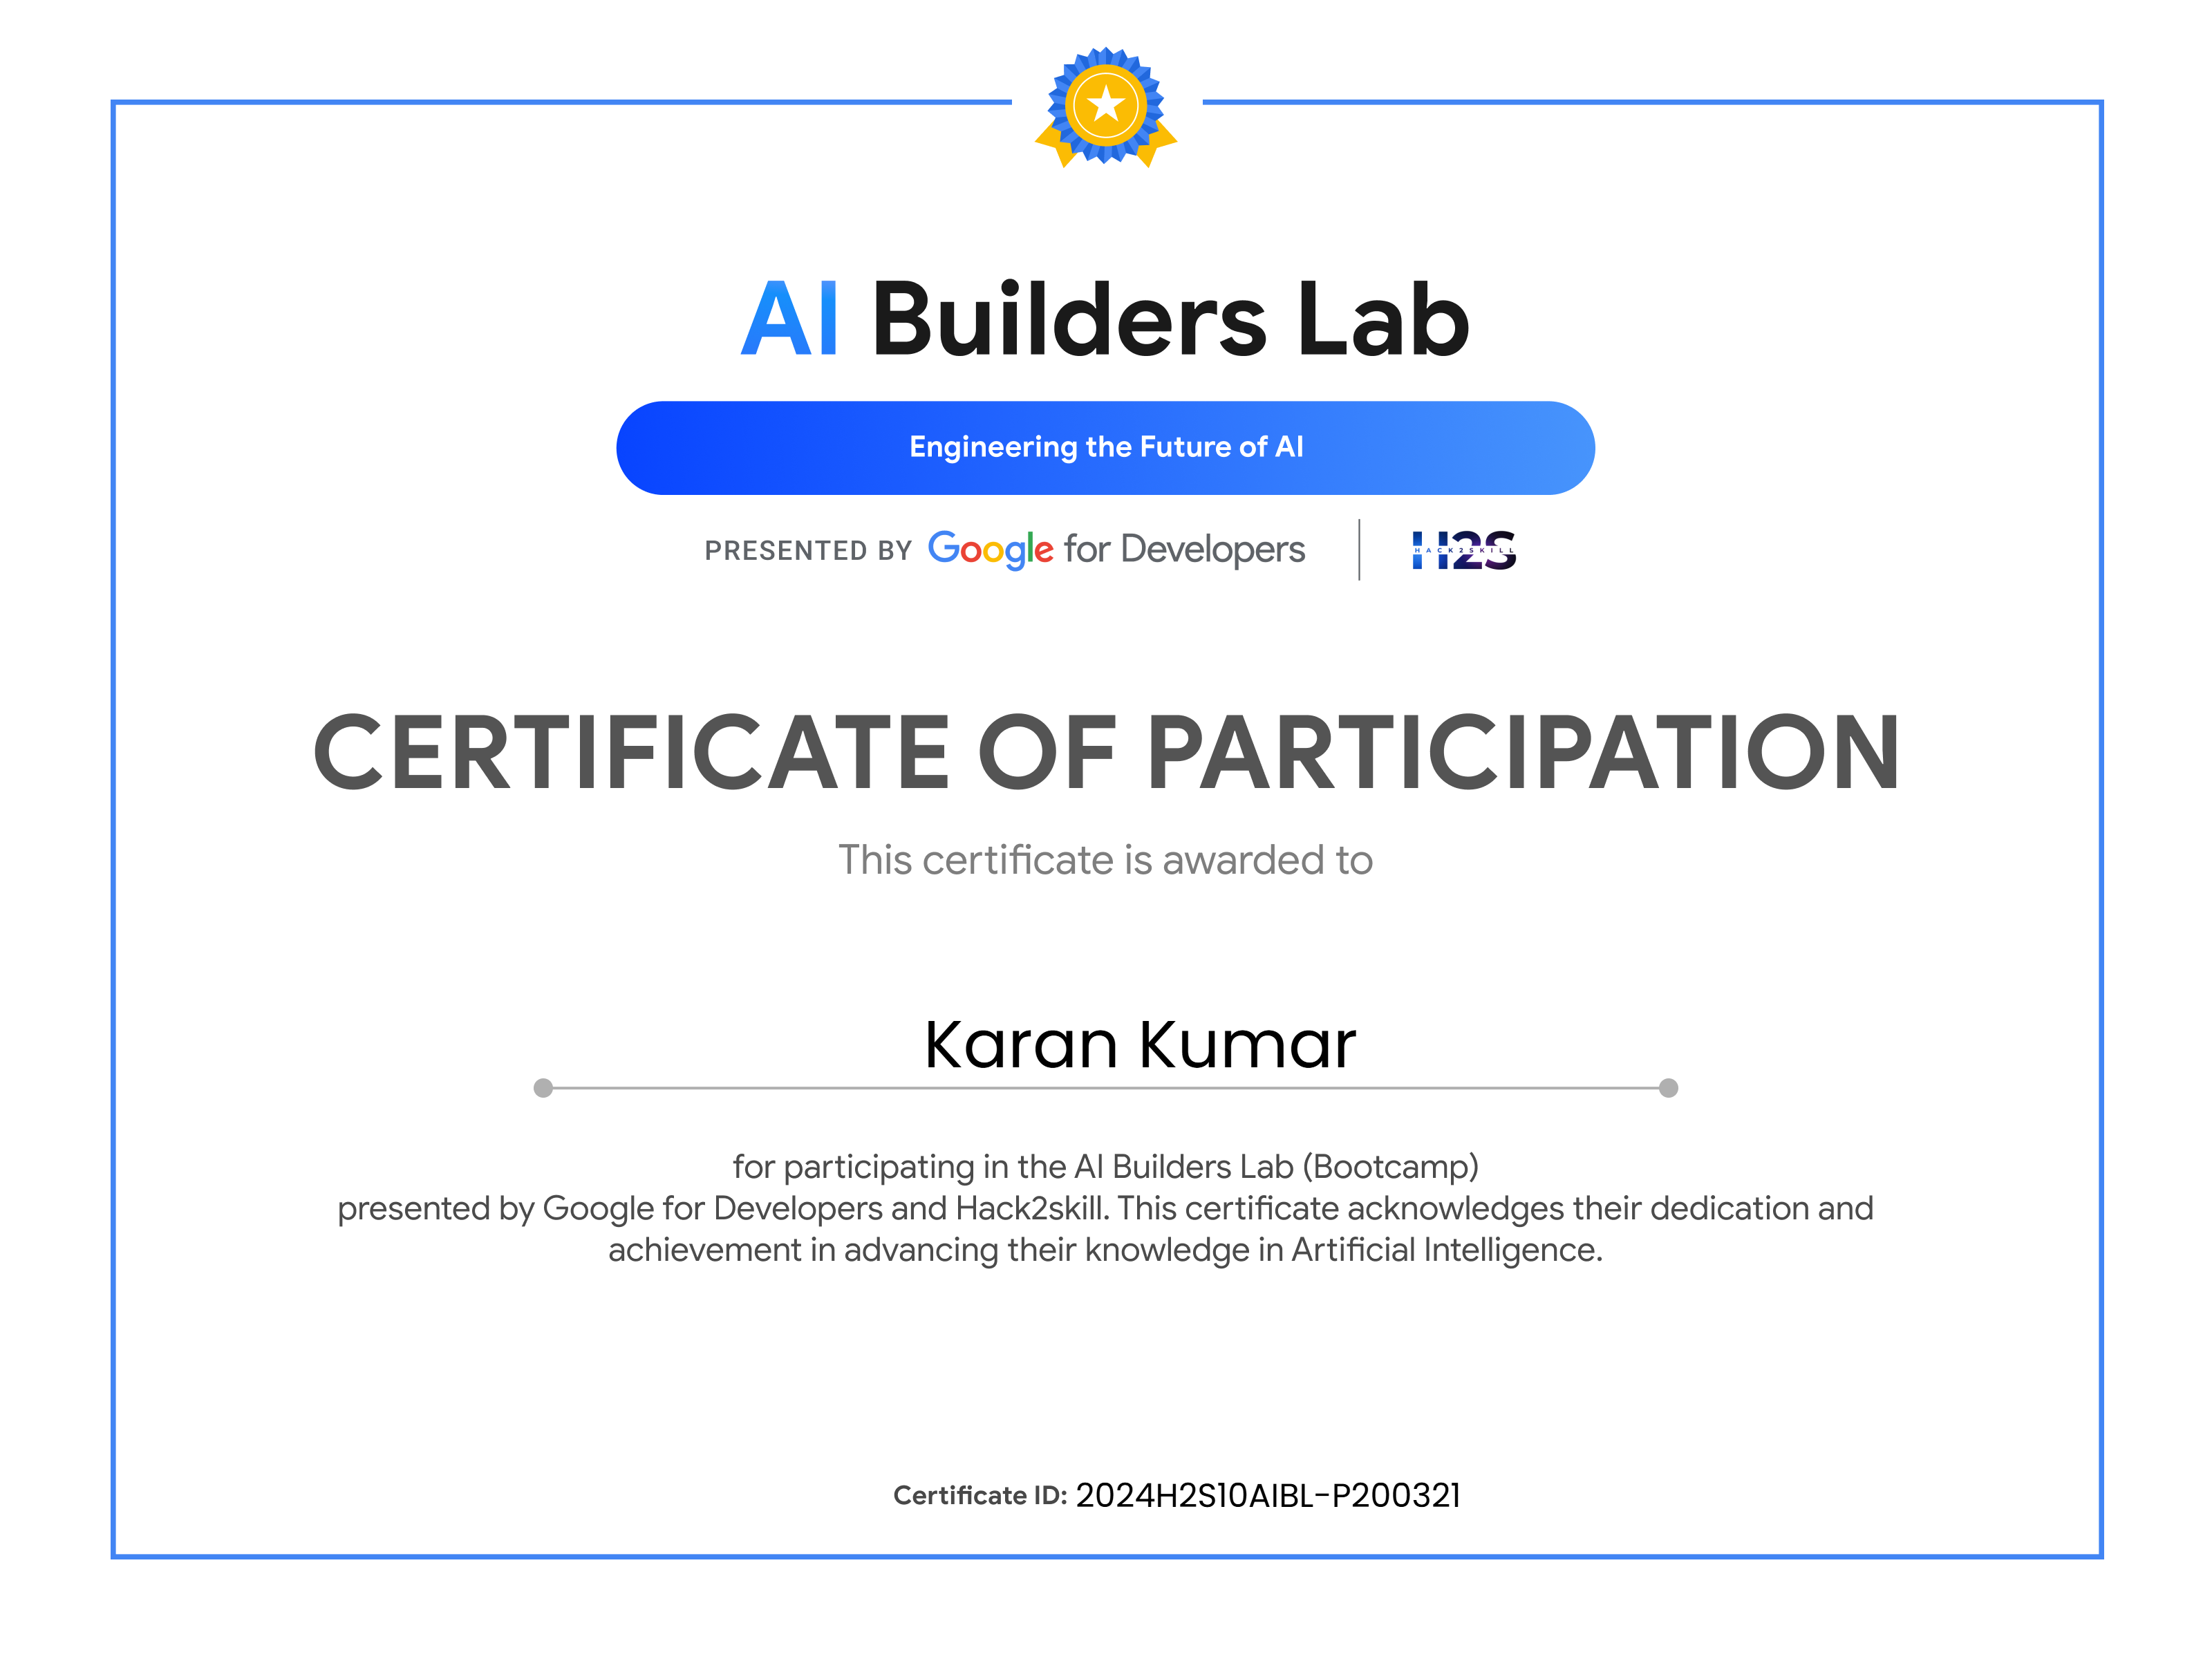 AI Builders Lab
Engineering the Future of AI
PRESENTED BY Google for Developers
H2S
HACK2SKILL
CERTIFICATE OF PARTICIPATION
This certificate is awarded to
Karan Kumar
for participating in the AI Builders Lab (Bootcamp)
presented by Google for Developers and Hack2skill. This certificate acknowledges their dedication and
achievement in advancing their knowledge in Artificial Intelligence.
Certificate ID: 2024H2S10AIBL-P200321